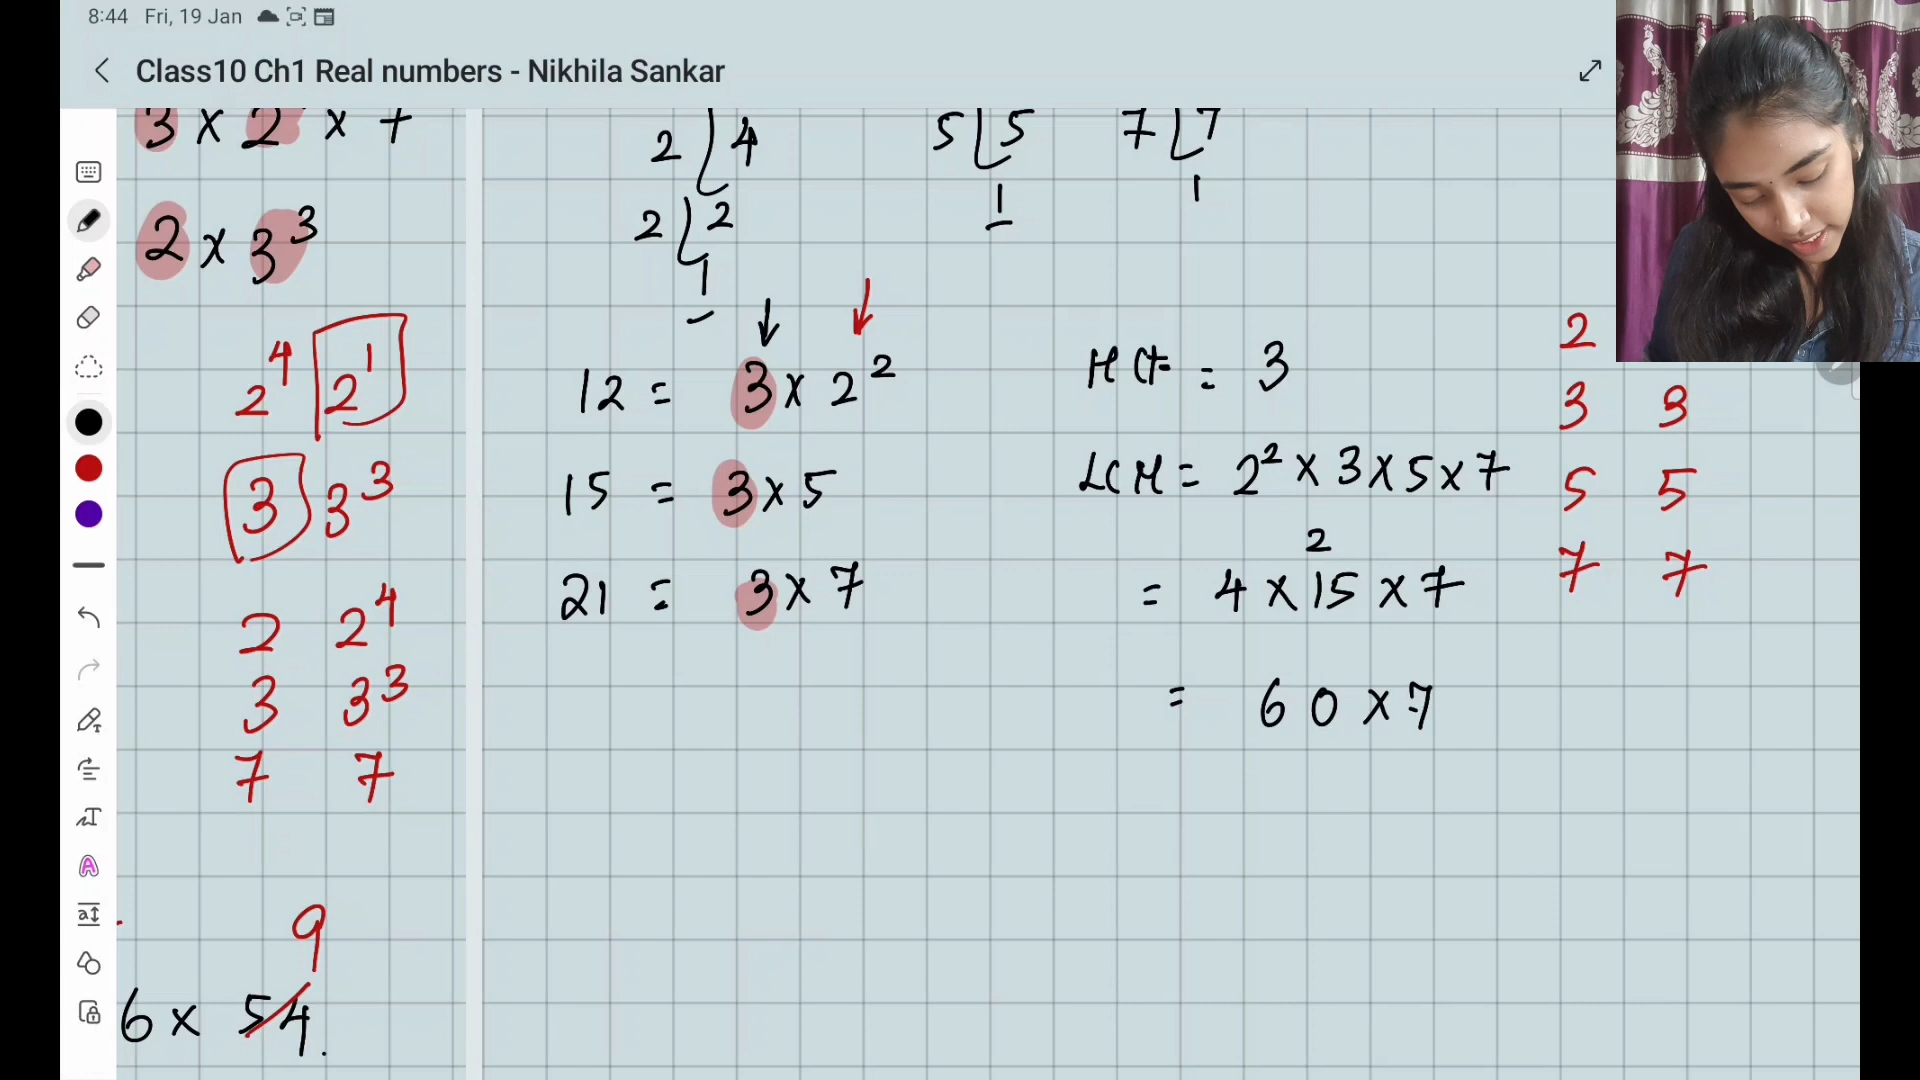 8:44 Fri, 19 Jan
Class10 Ch1 Real numbers - Nikhila Sankar
3 x 2 x 7
2 x 3³
2⁴ 2¹
3 3³
2 2⁴
3 3³
7 7
9
6 x 54.
2 4
2 2
1
5 5
1
7 7
1
12 = 3 x 2²
15 = 3 x 5
21 = 3 x 7
HCF = 3
LCM = 2² x 3 x 5 x 7
2
= 4 x 15 x 7
= 60 x 7
2
3 3
5 5
7 7